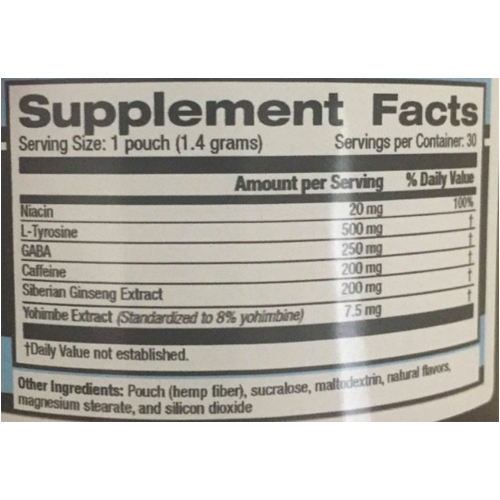 Supplement Facts
Serving Size: 1 pouch (1.4 grams) Servings per Container: 30
Amount per Serving % Daily Value
Niacin 20 mg 100%
L-Tyrosine 500 mg †
GABA 250 mg †
Caffeine 200 mg †
Siberian Ginseng Extract 200 mg †
Yohimbe Extract (Standardized to 8% yohimbine) 7.5 mg †
†Daily Value not established.
Other Ingredients: Pouch (hemp fiber), sucralose, maltodextrin, natural flavors,
magnesium stearate, and silicon dioxide